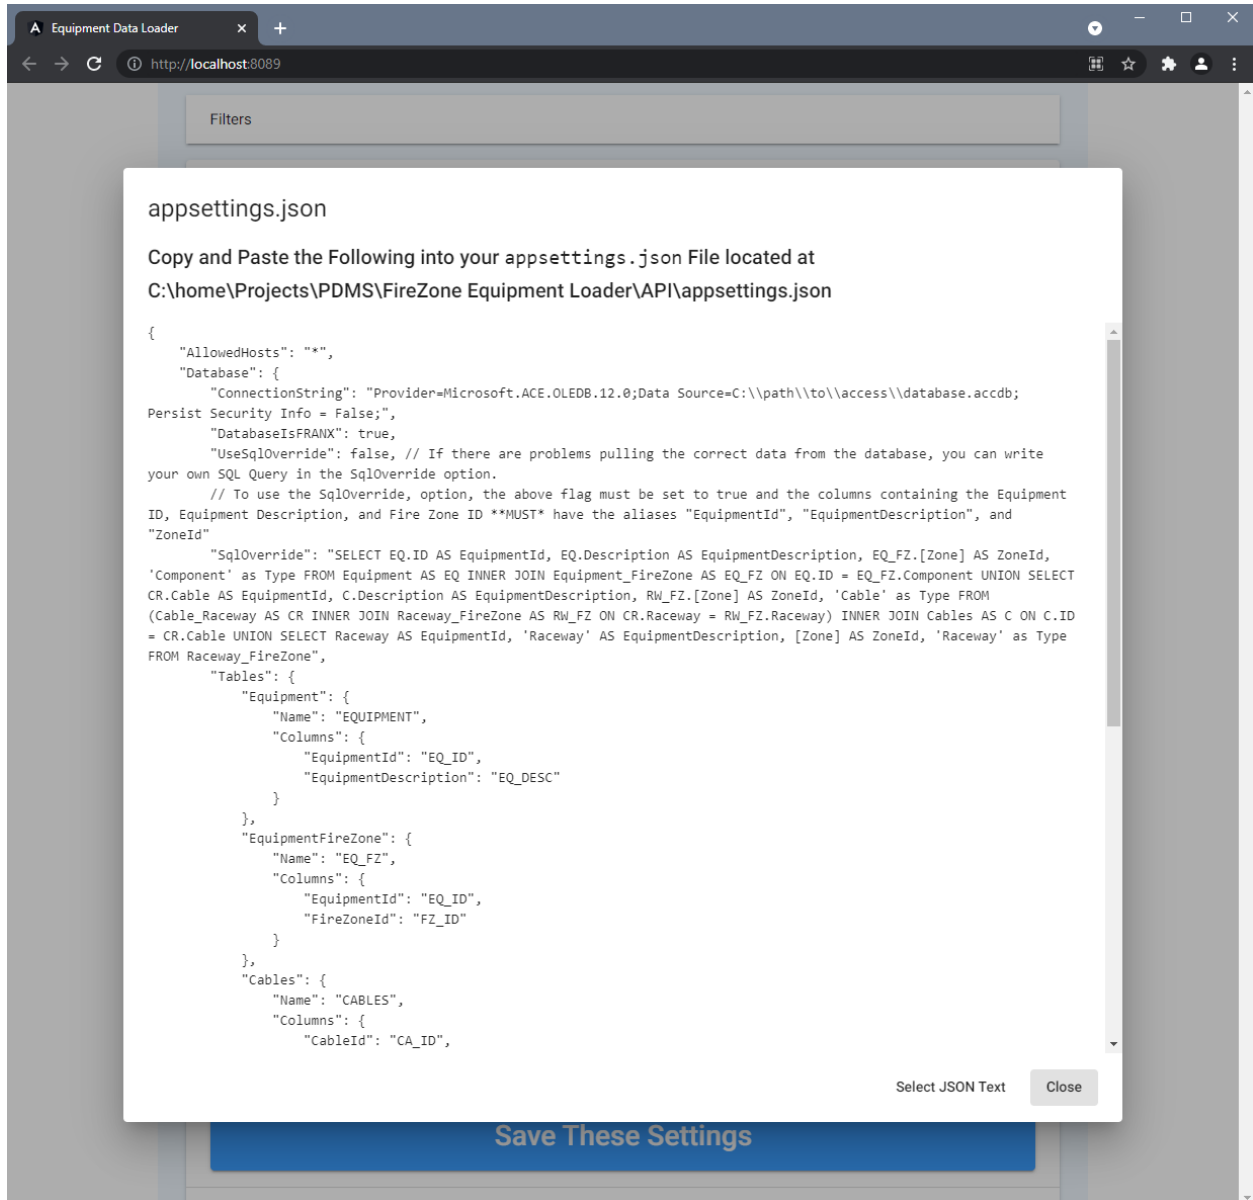 Equipment Data Loader
http://localhost:8089
Filters
appsettings.json
Copy and Paste the Following into your appsettings.json File located at
C:\home\Projects\PDMS\FireZone Equipment Loader\API\appsettings.json
{
    "AllowedHosts": "*",
    "Database": {
        "ConnectionString": "Provider=Microsoft.ACE.OLEDB.12.0;Data Source=C:\\path\\to\\access\\database.accdb;
Persist Security Info = False;",
        "DatabaseIsFRANX": true,
        "UseSqlOverride": false, // If there are problems pulling the correct data from the database, you can write
your own SQL Query in the SqlOverride option.
        // To use the SqlOverride, option, the above flag must be set to true and the columns containing the Equipment
ID, Equipment Description, and Fire Zone ID **MUST* have the aliases "EquipmentId", "EquipmentDescription", and
"ZoneId"
        "SqlOverride": "SELECT EQ.ID AS EquipmentId, EQ.Description AS EquipmentDescription, EQ_FZ.[Zone] AS ZoneId,
'Component' as Type FROM Equipment AS EQ INNER JOIN Equipment_FireZone AS EQ_FZ ON EQ.ID = EQ_FZ.Component UNION SELECT
CR.Cable AS EquipmentId, C.Description AS EquipmentDescription, RW_FZ.[Zone] AS ZoneId, 'Cable' as Type FROM
(Cable_Raceway AS CR INNER JOIN Raceway_FireZone AS RW_FZ ON CR.Raceway = RW_FZ.Raceway) INNER JOIN Cables AS C ON C.ID
= CR.Cable UNION SELECT Raceway AS EquipmentId, 'Raceway' AS EquipmentDescription, [Zone] AS ZoneId, 'Raceway' as Type
FROM Raceway_FireZone",
        "Tables": {
            "Equipment": {
                "Name": "EQUIPMENT",
                "Columns": {
                    "EquipmentId": "EQ_ID",
                    "EquipmentDescription": "EQ_DESC"
                }
            },
            "EquipmentFireZone": {
                "Name": "EQ_FZ",
                "Columns": {
                    "EquipmentId": "EQ_ID",
                    "FireZoneId": "FZ_ID"
                }
            },
            "Cables": {
                "Name": "CABLES",
                "Columns": {
                    "CableId": "CA_ID",
Select JSON Text
Close
Save These Settings